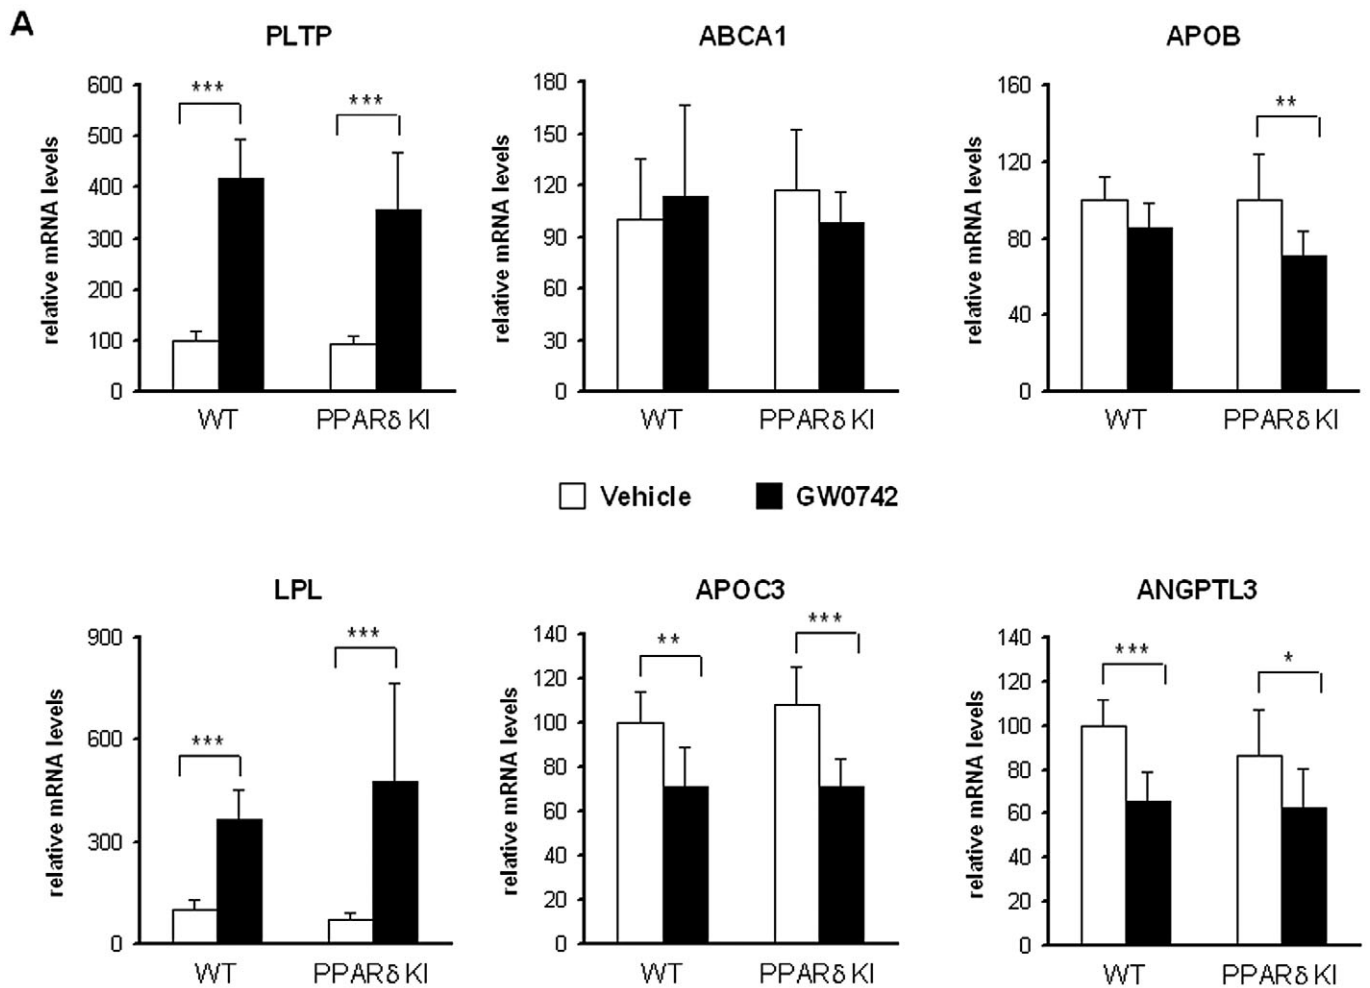 A
PLTP
600
500
400
300
200
100
0
relative mRNA levels
***
***
WT
PPARδ KI
ABCA1
180
150
120
90
60
30
0
relative mRNA levels
WT
PPARδ KI
APOB
160
120
80
40
0
relative mRNA levels
**
WT
PPARδ KI
Vehicle
GW0742
LPL
900
600
300
0
relative mRNA levels
***
***
WT
PPARδ KI
APOC3
140
120
100
80
60
40
20
0
relative mRNA levels
**
***
WT
PPARδ KI
ANGPTL3
140
120
100
80
60
40
20
0
relative mRNA levels
***
*
WT
PPARδ KI